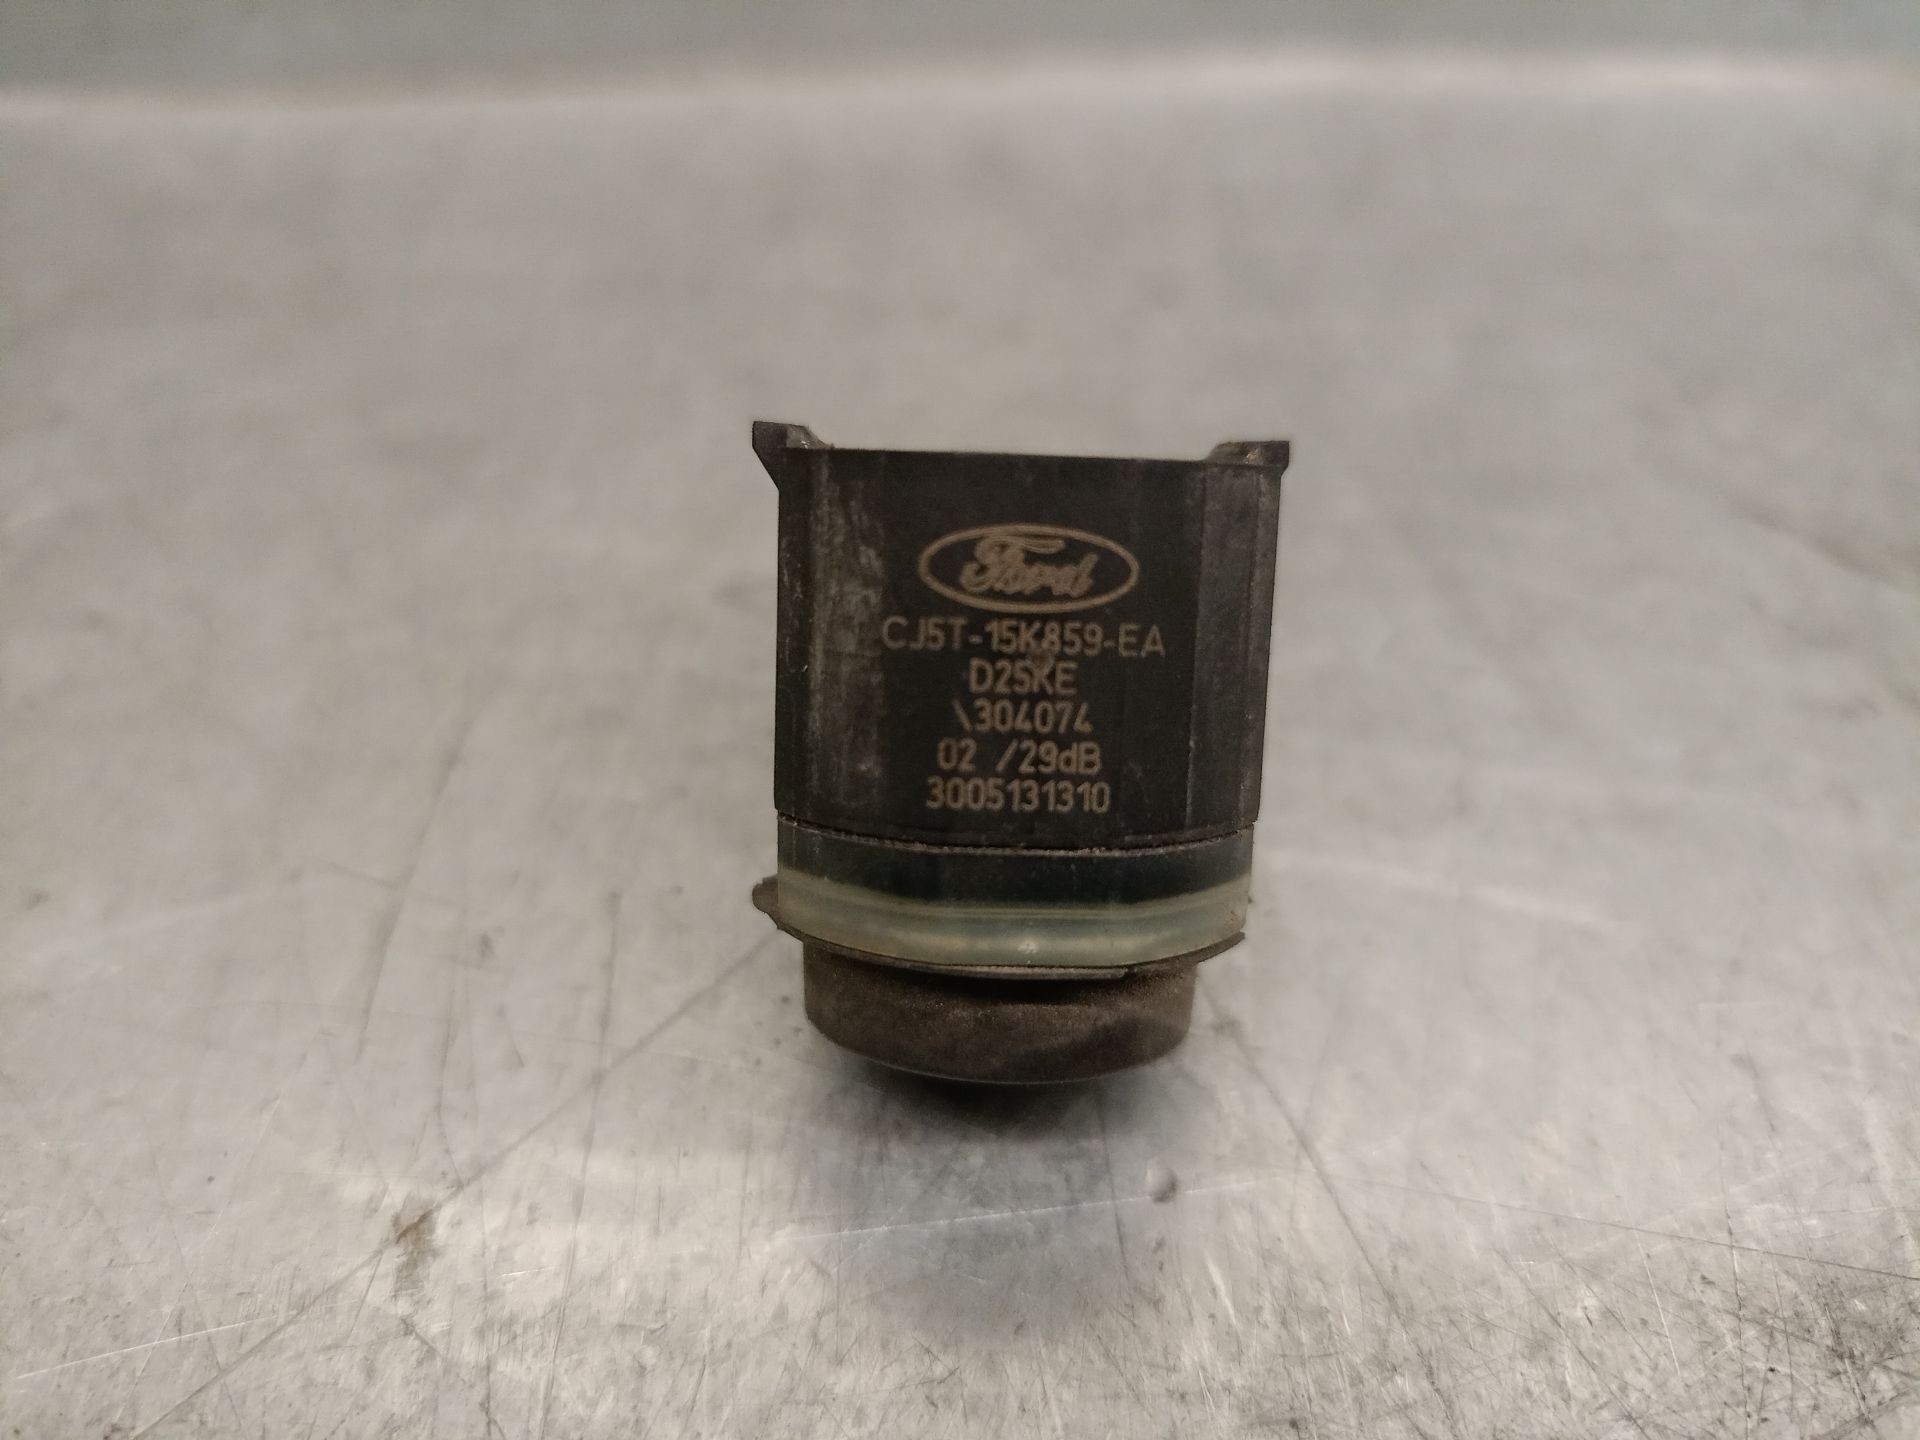 Ford
CJ5T-15K859-EA
D25KE
\304074
02 /29dB
3005131310